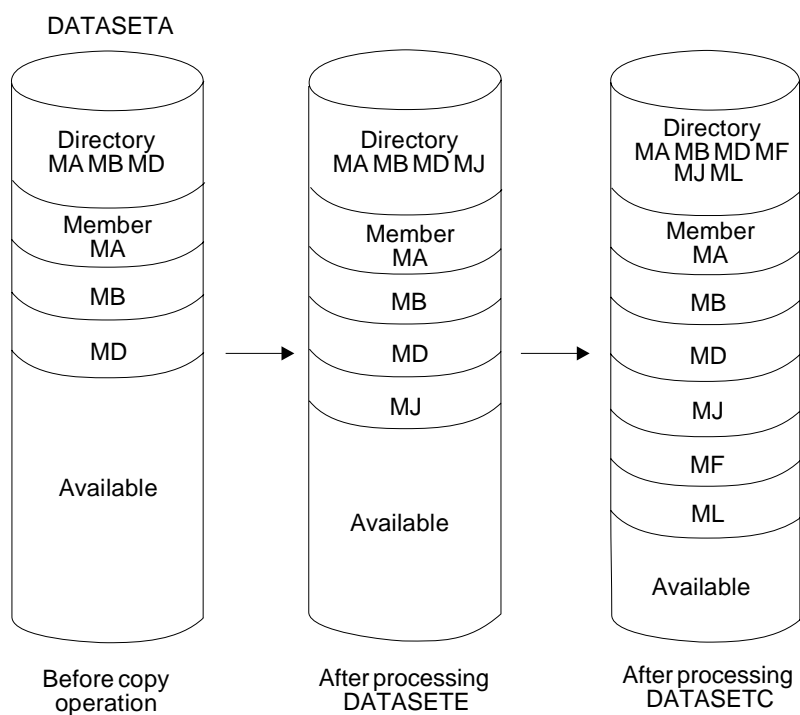 DATASETA
Directory
MA MB MD
Member
MA
MB
MD
Available
Before copy
operation
Directory
MA MB MD MJ
Member
MA
MB
MD
MJ
Available
After processing
DATASETE
Directory
MA MB MD MF
MJ ML
Member
MA
MB
MD
MJ
MF
ML
Available
After processing
DATASETC